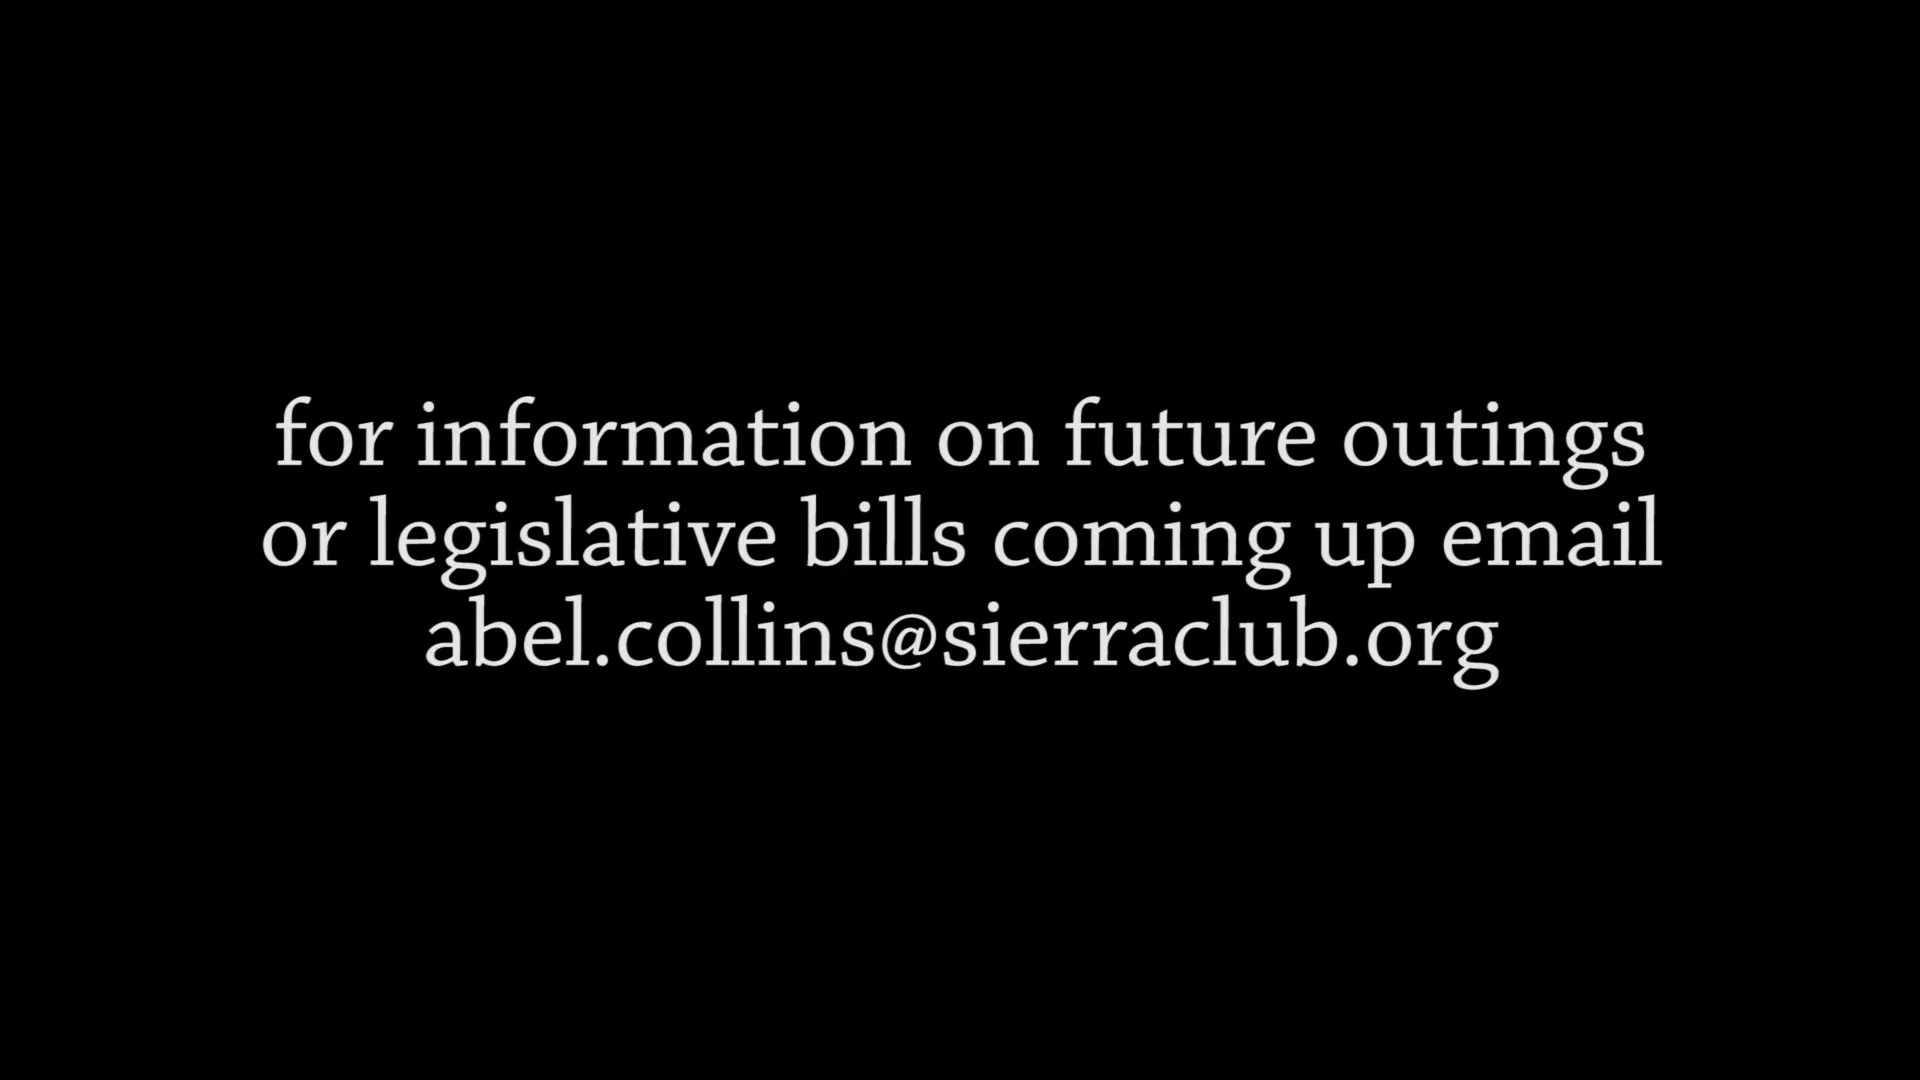 for information on future outings
or legislative bills coming up email
abel.collins@sierraclub.org